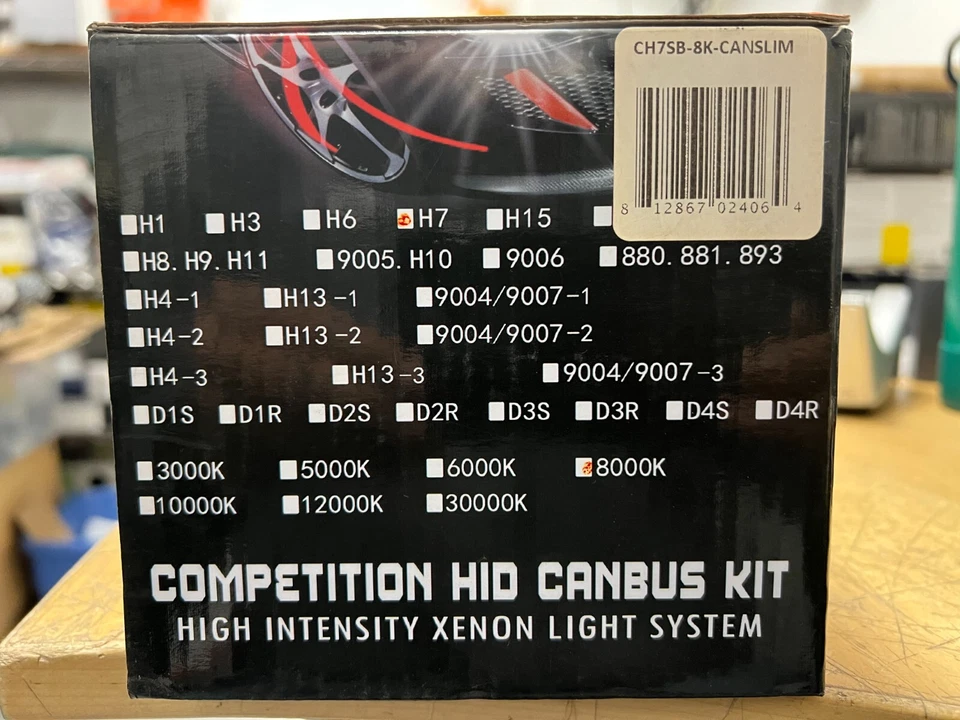 CH7SB-8K-CANSLIM
8 12867 02406 4
H1 H3 H6 H7 H15
H8. H9. H11 9005. H10 9006 880. 881. 893
H4-1 H13-1 9004/9007-1
H4-2 H13-2 9004/9007-2
H4-3 H13-3 9004/9007-3
D1S D1R D2S D2R D3S D3R D4S D4R
3000K 5000K 6000K 8000K
10000K 12000K 30000K
COMPETITION HID CANBUS KIT
HIGH INTENSITY XENON LIGHT SYSTEM